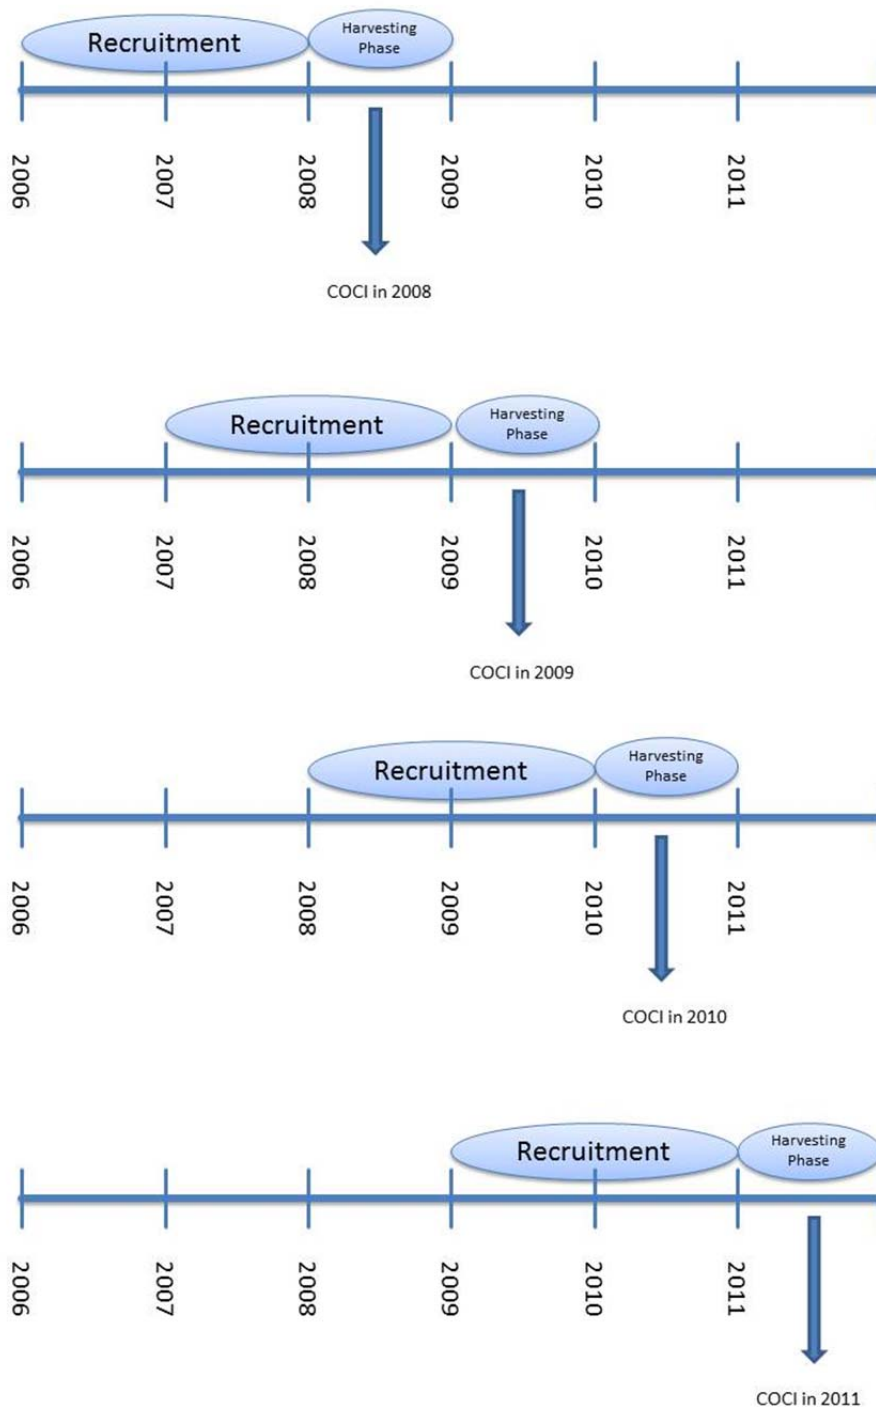 Recruitment
Harvesting
Phase
2006
2007
2008
2009
2010
2011
COCI in 2008
Recruitment
Harvesting
Phase
2006
2007
2008
2009
2010
2011
COCI in 2009
Recruitment
Harvesting
Phase
2006
2007
2008
2009
2010
2011
COCI in 2010
Recruitment
Harvesting
Phase
2006
2007
2008
2009
2010
2011
COCI in 2011